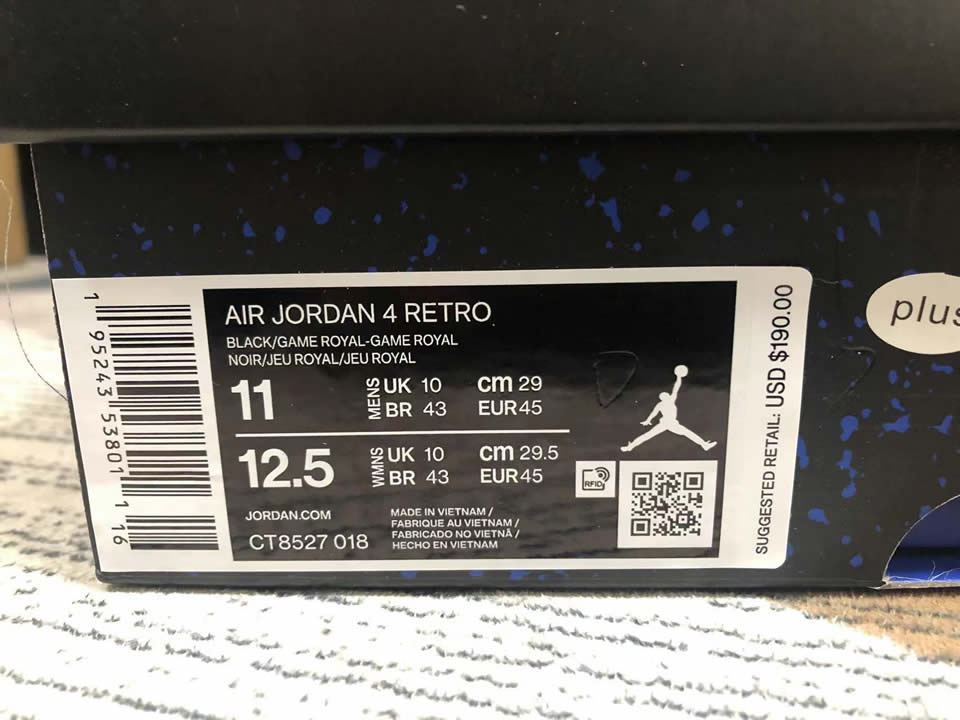 AIR JORDAN 4 RETRO
BLACK/GAME ROYAL-GAME ROYAL
NOIR/JEU ROYAL/JEU ROYAL
11 MENS UK 10 cm 29
BR 43 EUR 45
12.5 WMNS UK 10 cm 29.5
BR 43 EUR 45
JORDAN.COM
CT8527 018
MADE IN VIETNAM /
FABRIQUE AU VIETNAM /
FABRICADO NO VIETNÃ /
HECHO EN VIETNAM
RFID
SUGGESTED RETAIL: USD $190.00
1 95243 53801 1 16
plus